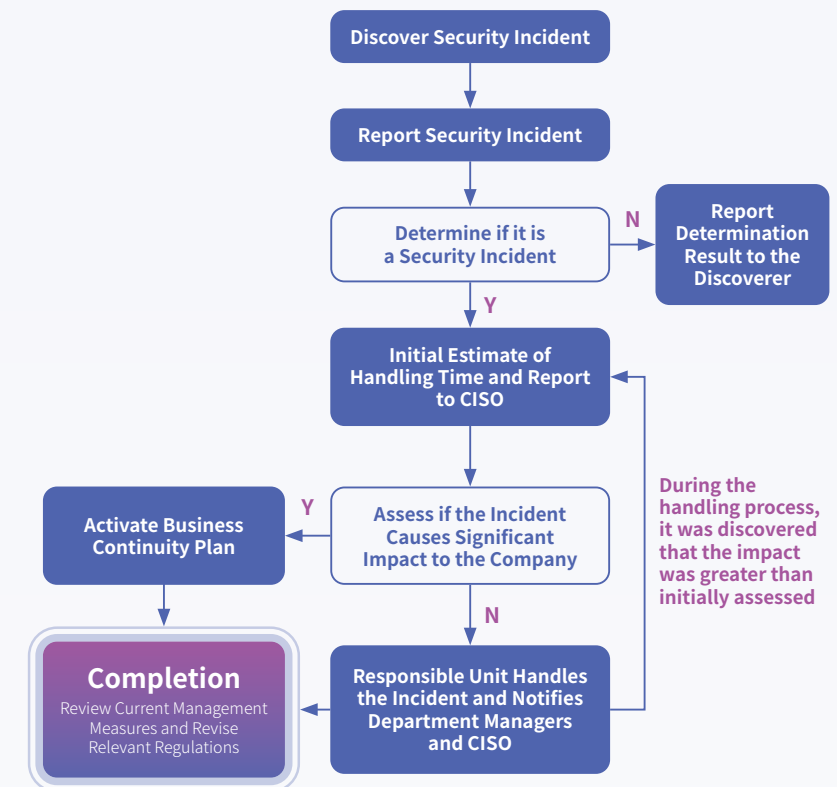 Discover Security Incident
Report Security Incident
Determine if it is
a Security Incident
N
Report
Determination
Result to the
Discoverer
Y
Initial Estimate of
Handling Time and Report
to CISO
Assess if the Incident
Causes Significant
Impact to the Company
Y
Activate Business
Continuity Plan
During the
handling process,
it was discovered
that the impact
was greater than
initially assessed
N
Responsible Unit Handles
the Incident and Notifies
Department Managers
and CISO
Completion
Review Current Management
Measures and Revise
Relevant Regulations